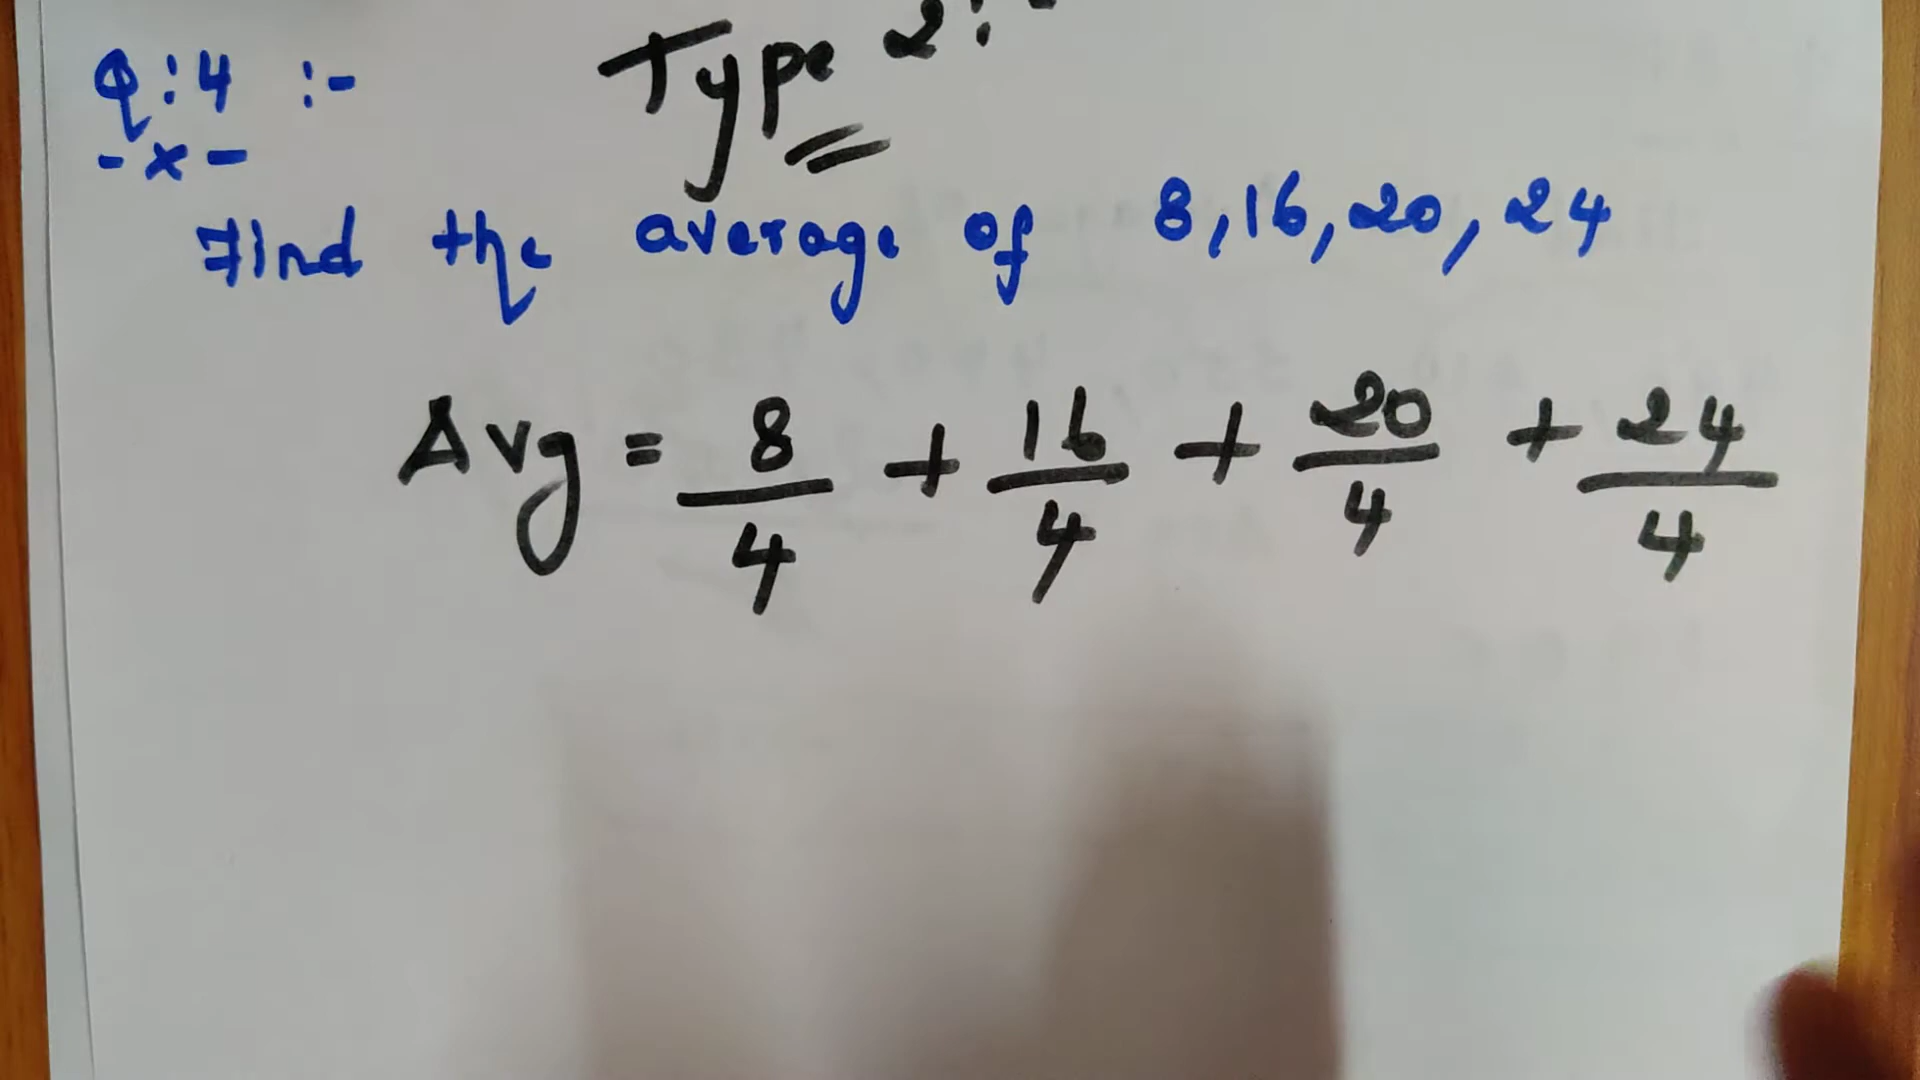 Type 2:-
Q:4 :-
-x-
Find the average of 8, 16, 20, 24
Avg = 8/4 + 16/4 + 20/4 + 24/4